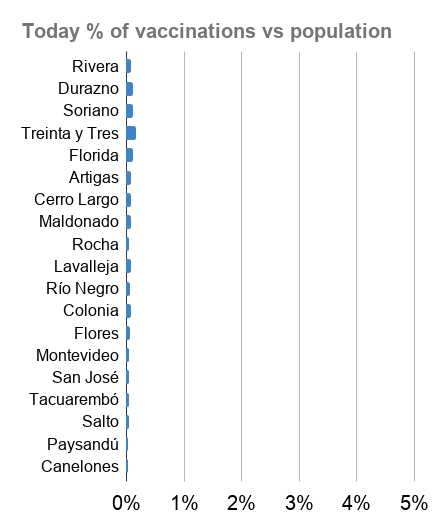 Today % of vaccinations vs population
Rivera
Durazno
Soriano
Treinta y Tres
Florida
Artigas
Cerro Largo
Maldonado
Rocha
Lavalleja
Río Negro
Colonia
Flores
Montevideo
San José
Tacuarembó
Salto
Paysandú
Canelones
0% 1% 2% 3% 4% 5%